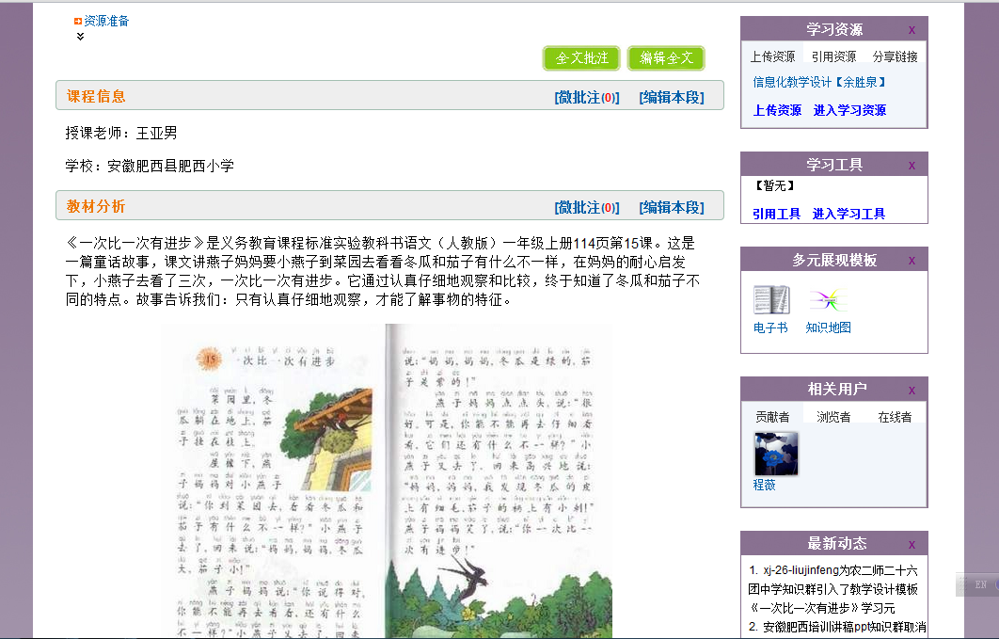 资源准备
全文批注 编辑全文
课程信息 [微批注(0)] [编辑本段]
授课老师：王亚男
学校：安徽肥西县肥西小学
教材分析 [微批注(0)] [编辑本段]
《一次比一次有进步》是义务教育课程标准实验教科书语文（人教版）一年级上册114页第15课。这是
一篇童话故事，课文讲燕子妈妈要小燕子到菜园去看看冬瓜和茄子有什么不一样，在妈妈的耐心启发
下，小燕子去看了三次，一次比一次有进步。它通过认真仔细地观察和比较，终于知道了冬瓜和茄子不
同的特点。故事告诉我们：只有认真仔细地观察，才能了解事物的特征。
15 一次比一次有进步
菜园里，冬
瓜躺在地上，茄
子挂在枝上。
屋檐下，燕
子妈妈对小燕子
说：“你到菜园去，看看冬瓜和
茄子有什么不一样？”小燕子
去了，回来说：“妈妈，妈妈，冬瓜
大，茄子小！”
燕子妈妈说：“你说得对，
你能不能再去看看，还有什么
不一样？”小燕子又去了，回来
说：“妈妈，妈妈，冬瓜是绿的，茄
子是紫的！”
燕子妈妈点点头，说：“很
好。可是，你能不能再去仔细看
看，它们还有什么不一样？”小
燕子又去了，回来高兴地说：
“妈妈，妈妈，我发现冬瓜的皮
上有细毛，茄子的柄上有小刺！”
燕子妈妈笑了，说：“你一次比一
次有进步！”
学习资源 x
上传资源 引用资源 分享链接
信息化教学设计【余胜泉】
上传资源 进入学习资源
学习工具 x
【暂无】
引用工具 进入学习工具
多元展现模板 x
电子书 知识地图
相关用户 x
贡献者 浏览者 在线者
程薇
最新动态 x
1. xj-26-liujinfeng为农二师二十六
团中学知识群引入了教学设计模板
《一次比一次有进步》学习元
2. 安徽肥西培训讲稿ppt知识群取消
EN